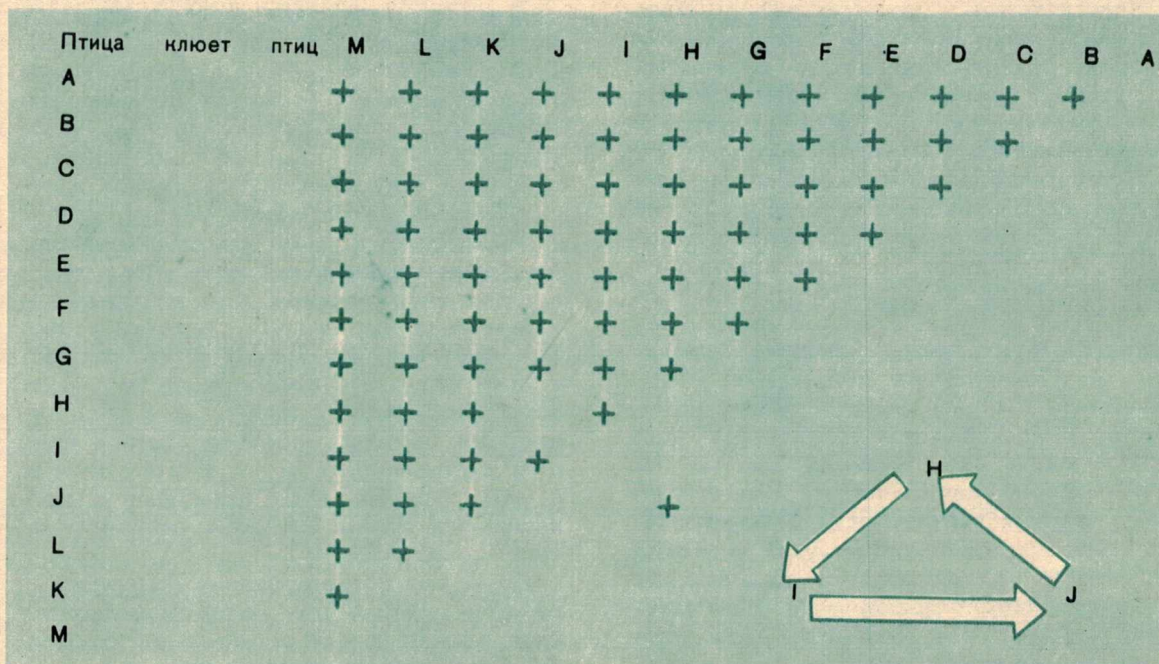 Птица клюет птиц M L K J I H G F E D C B A
A + + + + + + + + + + + +
B + + + + + + + + + + +
C + + + + + + + + + +
D + + + + + + + + +
E + + + + + + + +
F + + + + + + +
G + + + + + +
H + + + +
I + + + +
J + + + +
L + +
K +
M
H
I J